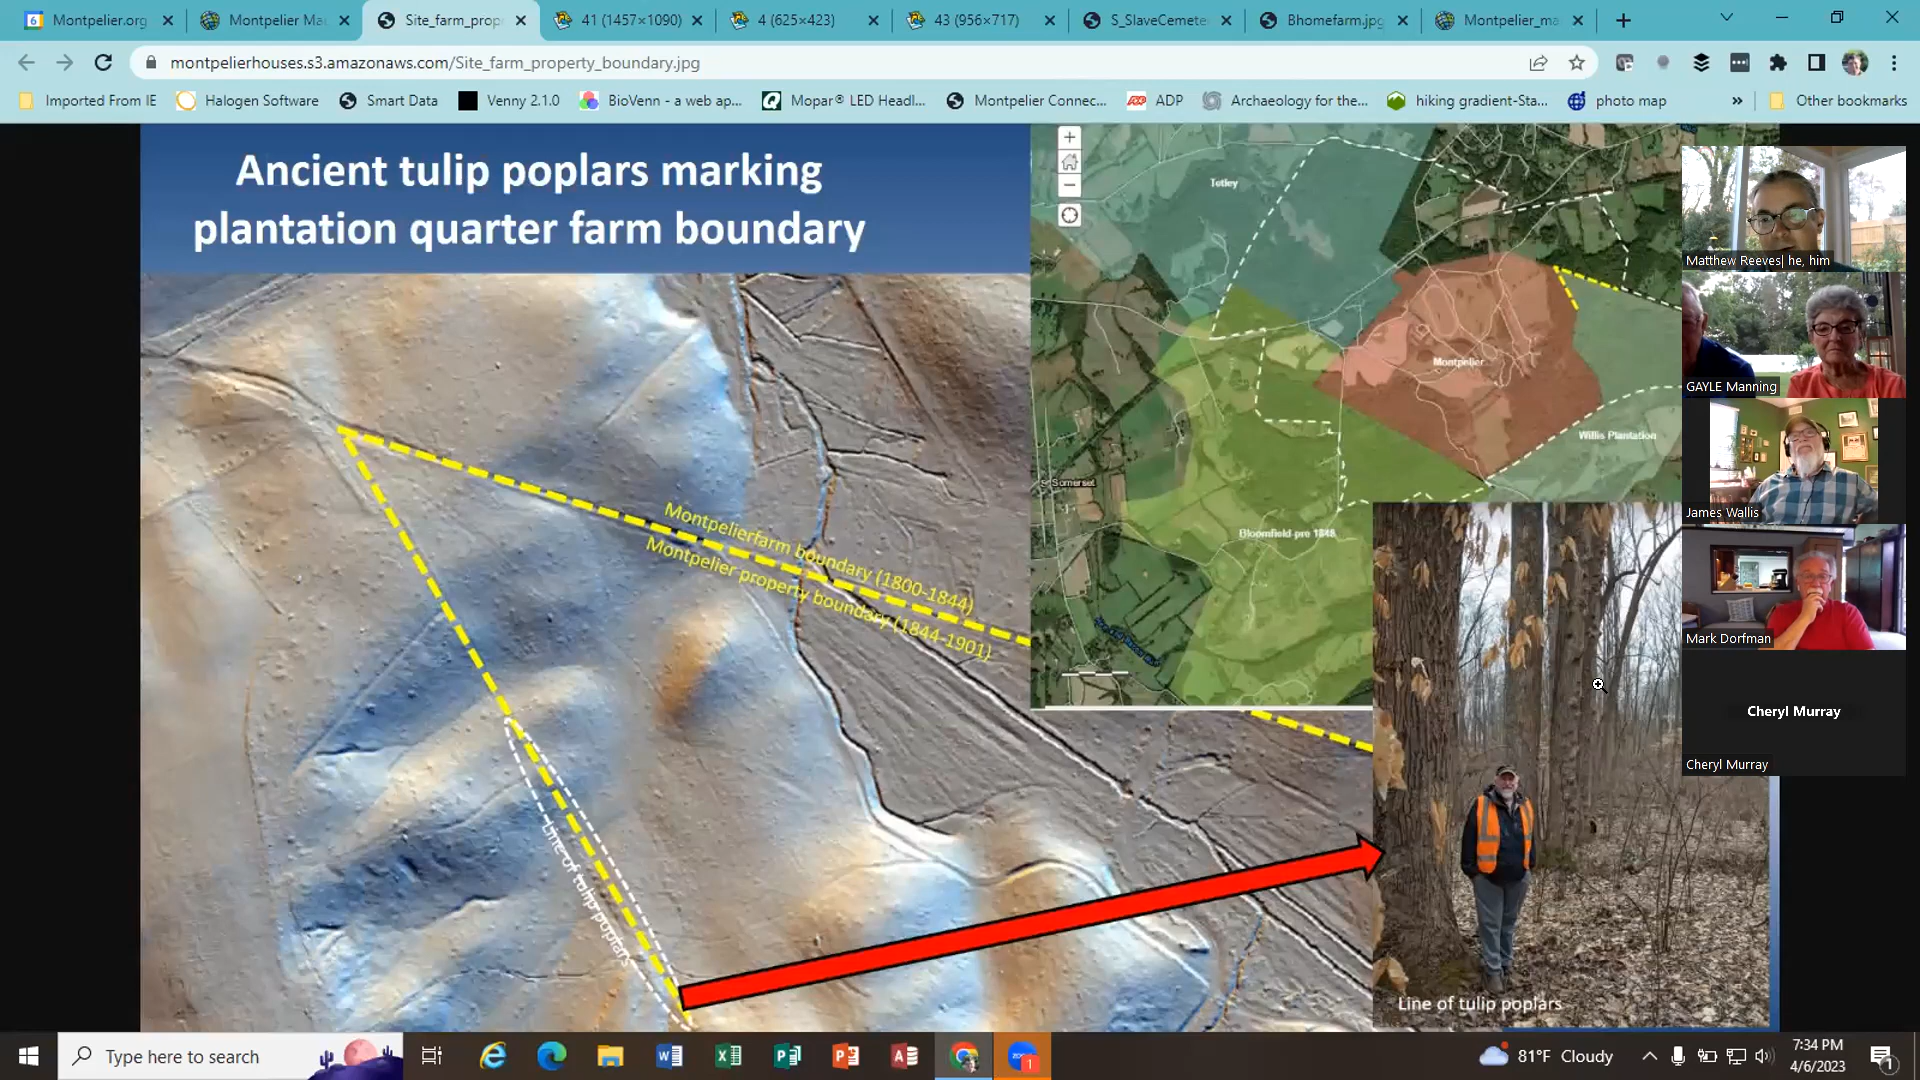 Montpelier.org
Montpelier Ma
Site_farm_prop
41 (1457×1090)
4 (625×423)
43 (956×717)
S_SlaveCemete
Bhomefarm.jpg
Montpelier_ma
montpelierhouses.s3.amazonaws.com/Site_farm_property_boundary.jpg
Imported From IE
Halogen Software
Smart Data
Venny 2.1.0
BioVenn - a web ap...
Mopar® LED Headl...
Montpelier Connec...
ADP
Archaeology for the...
hiking gradient-Sta...
photo map
»
Other bookmarks
Ancient tulip poplars marking
plantation quarter farm boundary
Tetley
Montpelier
Willis Plantation
Somerset
Bloomfield pre 1848
Montpelierfarm boundary (1800-1844)
Montpelier property boundary (1844-1901)
Line of tulip poplars
Line of tulip poplars
Matthew Reeves| he, him
GAYLE Manning
James Wallis
Mark Dorfman
Cheryl Murray
Cheryl Murray
Type here to search
81°F Cloudy
7:34 PM
4/6/2023